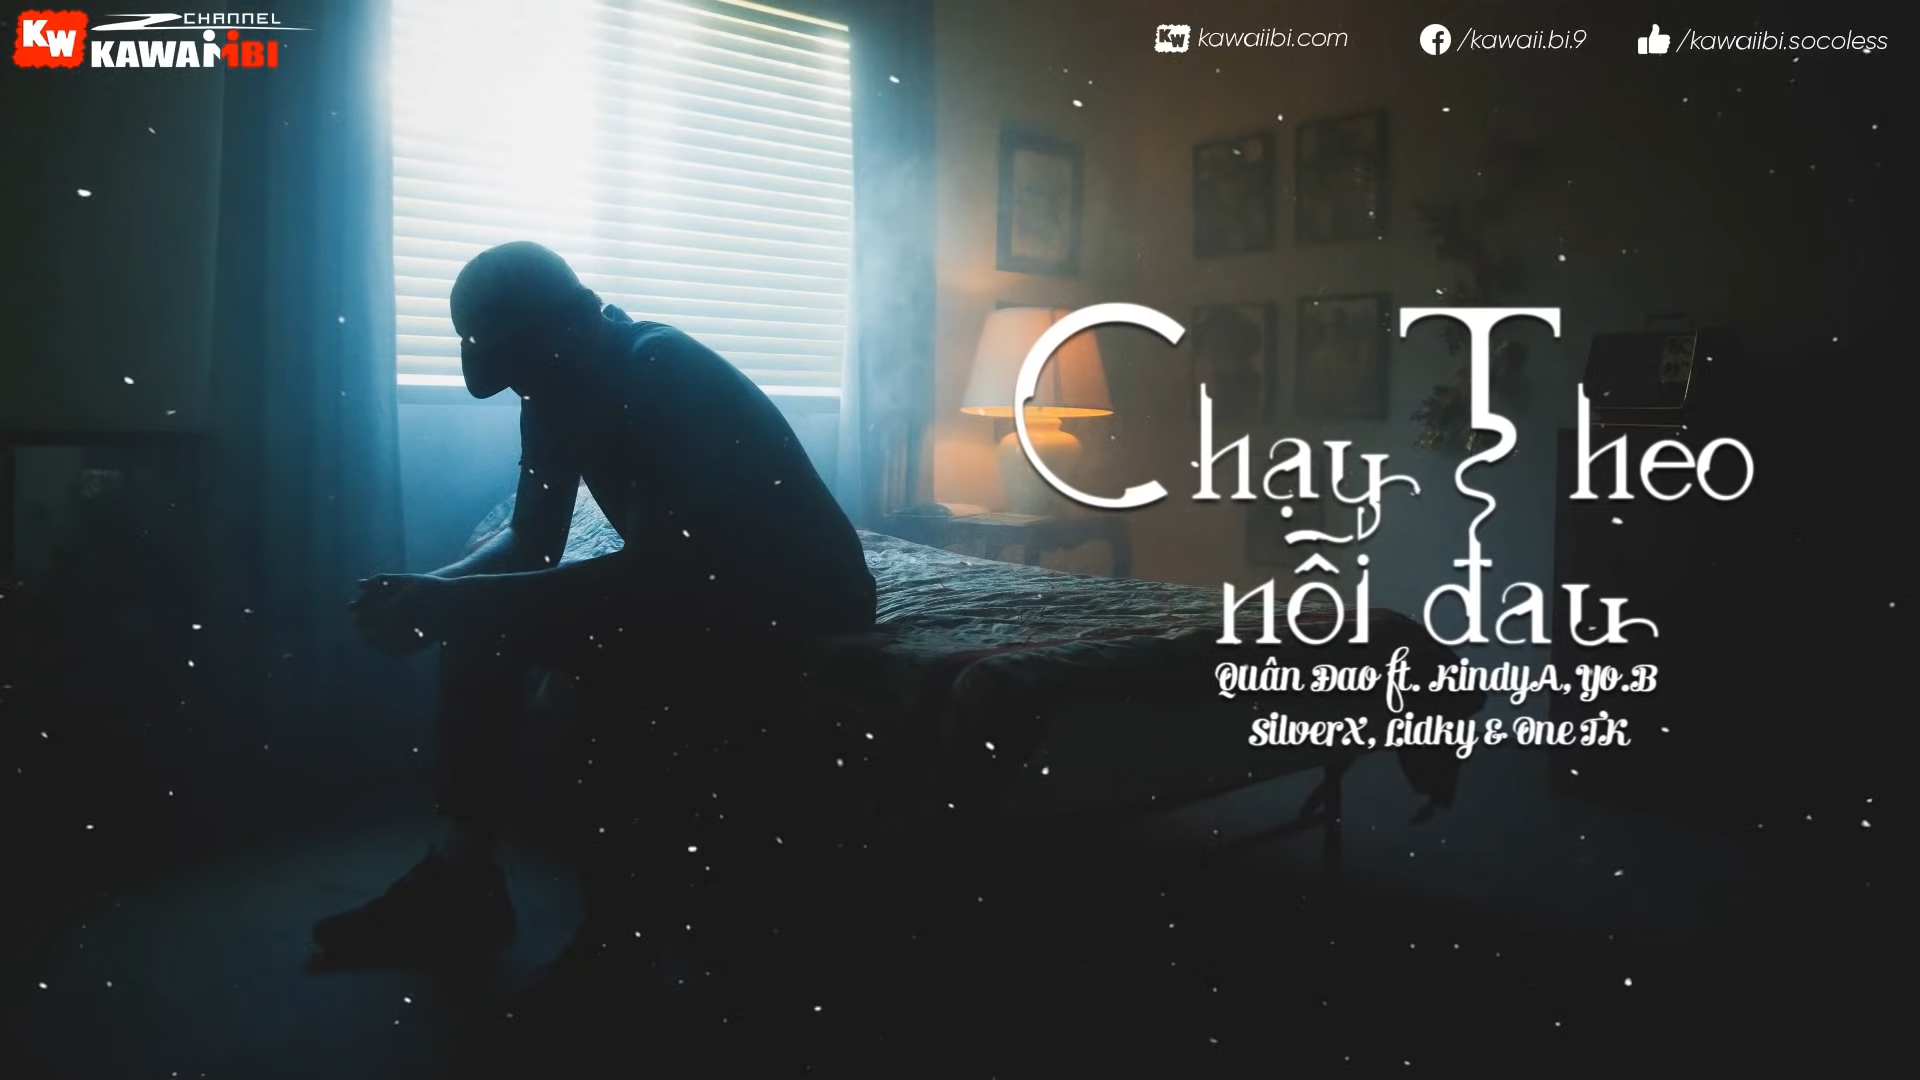 KW CHANNEL
KAWAIIBI
KW kawaiibi.com
/kawaii.bi.9
/kawaiibi.socoless
Chạy Theo
nỗi đau
Quân Đao ft. KindyA, Yo.B
SilverX, Lidky & One TK